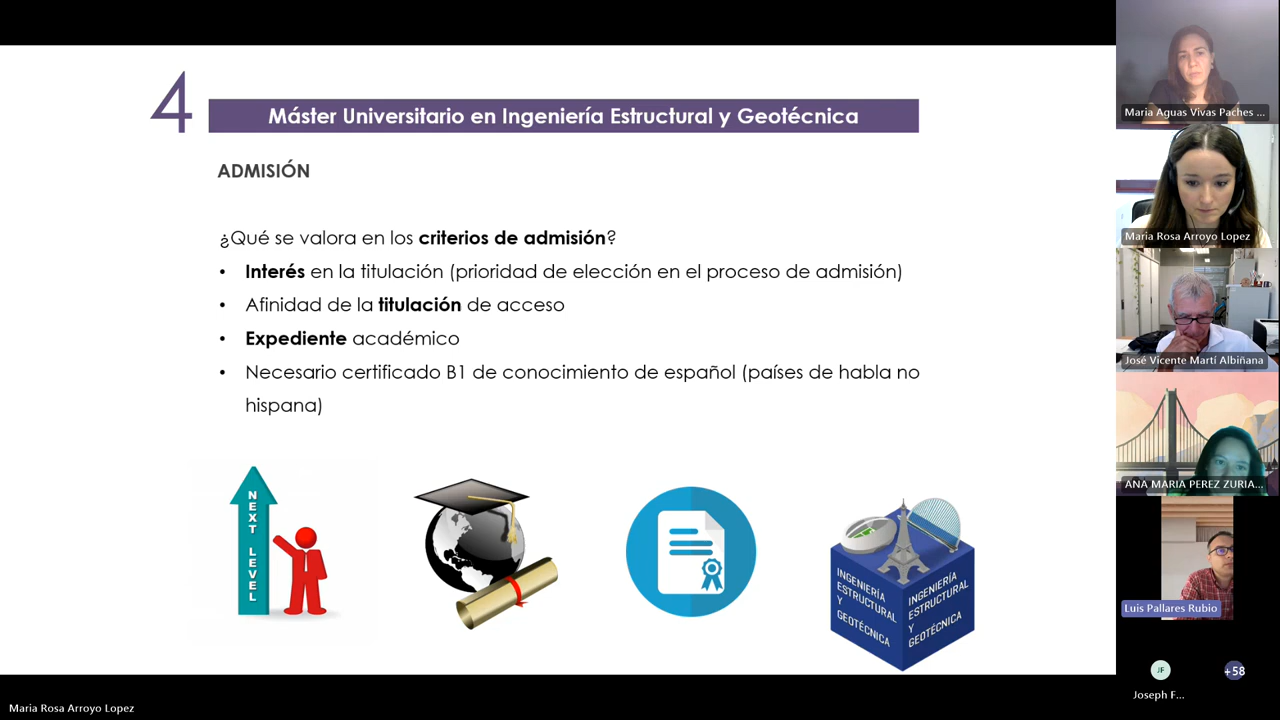 4
Máster Universitario en Ingeniería Estructural y Geotécnica
ADMISIÓN
¿Qué se valora en los criterios de admisión?
• Interés en la titulación (prioridad de elección en el proceso de admisión)
• Afinidad de la titulación de acceso
• Expediente académico
• Necesario certificado B1 de conocimiento de español (países de habla no
hispana)
NEXT LEVEL
INGENIERÍA
ESTRUCTURAL
Y
GEOTÉCNICA
INGENIERÍA
ESTRUCTURAL
Y
GEOTÉCNICA
Maria Aguas Vivas Paches ...
Maria Rosa Arroyo Lopez
José Vicente Martí Albiñana
ANA MARIA PEREZ ZURIA...
Luis Pallares Rubio
JF
+58
Joseph F...
Maria Rosa Arroyo Lopez